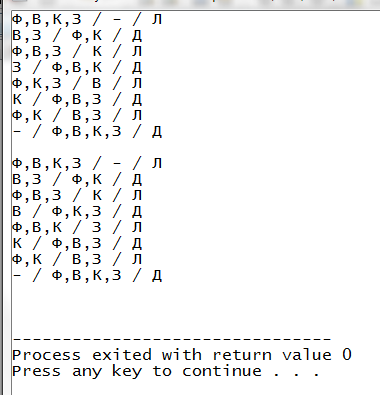 Ф,В,К,З / - / Л
В,З / Ф,К / Д
Ф,В,З / К / Л
З / Ф,В,К / Д
Ф,К,З / В / Л
К / Ф,В,З / Д
Ф,К / В,З / Л
- / Ф,В,К,З / Д
Ф,В,К,З / - / Л
В,З / Ф,К / Д
Ф,В,З / К / Л
В / Ф,К,З / Д
Ф,В,К / З / Л
К / Ф,В,З / Д
Ф,К / В,З / Л
- / Ф,В,К,З / Д
--------------------------------
Process exited with return value 0
Press any key to continue . . .